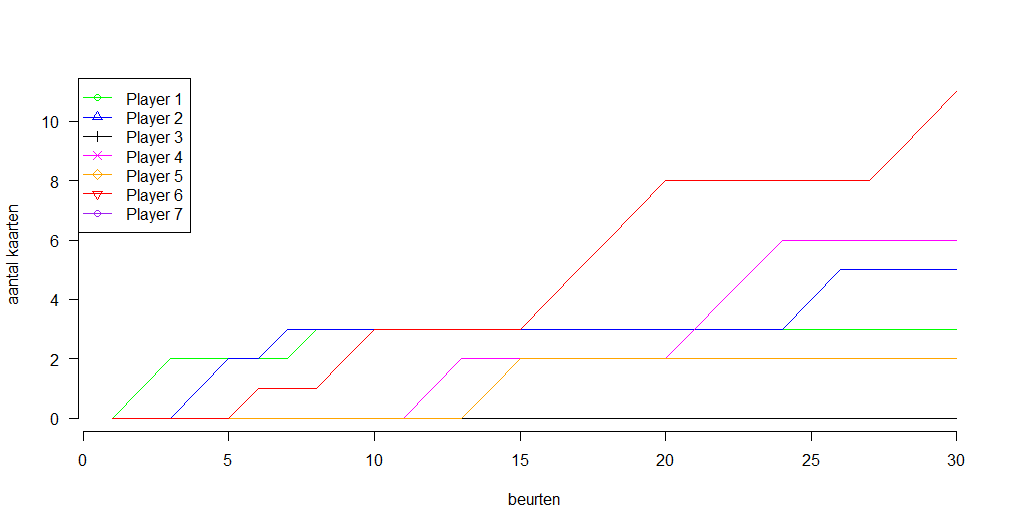 Player 1
Player 2
Player 3
Player 4
Player 5
Player 6
Player 7
aantal kaarten
10
8
6
4
2
0
0 5 10 15 20 25 30
beurten